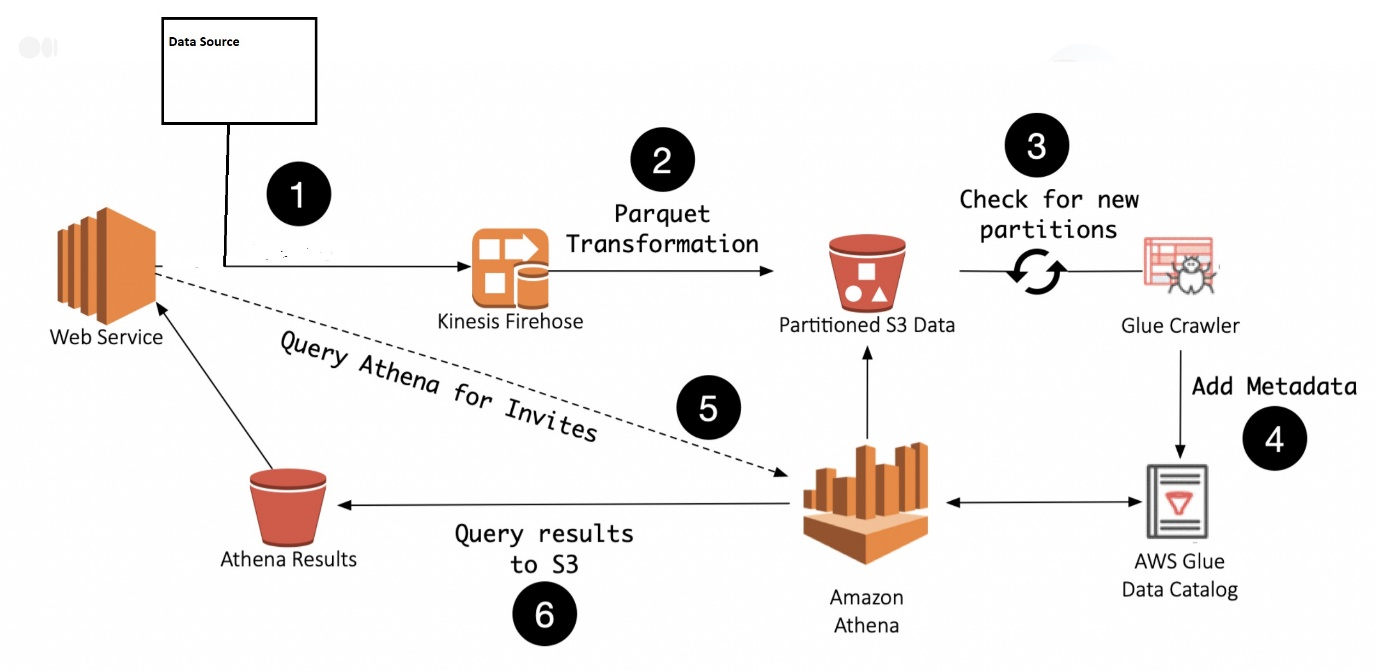 Data Source
1
2
Parquet
Transformation
3
Check for new
partitions
Web Service
Kinesis Firehose
Partitioned S3 Data
Glue Crawler
Query Athena for Invites
5
Add Metadata
4
Athena Results
Query results
to S3
6
Amazon
Athena
AWS Glue
Data Catalog